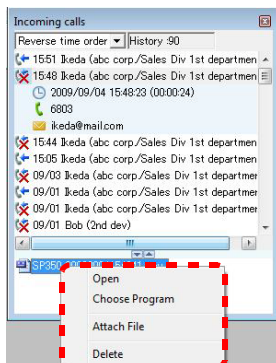 Incoming calls
Reverse time order History :90
15:51 Ikeda (abc corp./Sales Div 1st departmen
15:48 Ikeda (abc corp./Sales Div 1st departmen
2009/09/04 15:48:23 (00:00:24)
6803
ikeda@mail.com
15:44 Ikeda (abc corp./Sales Div 1st departmen
15:05 Ikeda (abc corp./Sales Div 1st departmen
09/03 Ikeda (abc corp./Sales Div 1st departmer
09/01 Ikeda (abc corp./Sales Div 1st departmer
09/01 Ikeda (abc corp./Sales Div 1st departmer
09/01 Bob (2nd dev)
Open
Choose Program
Attach File
Delete